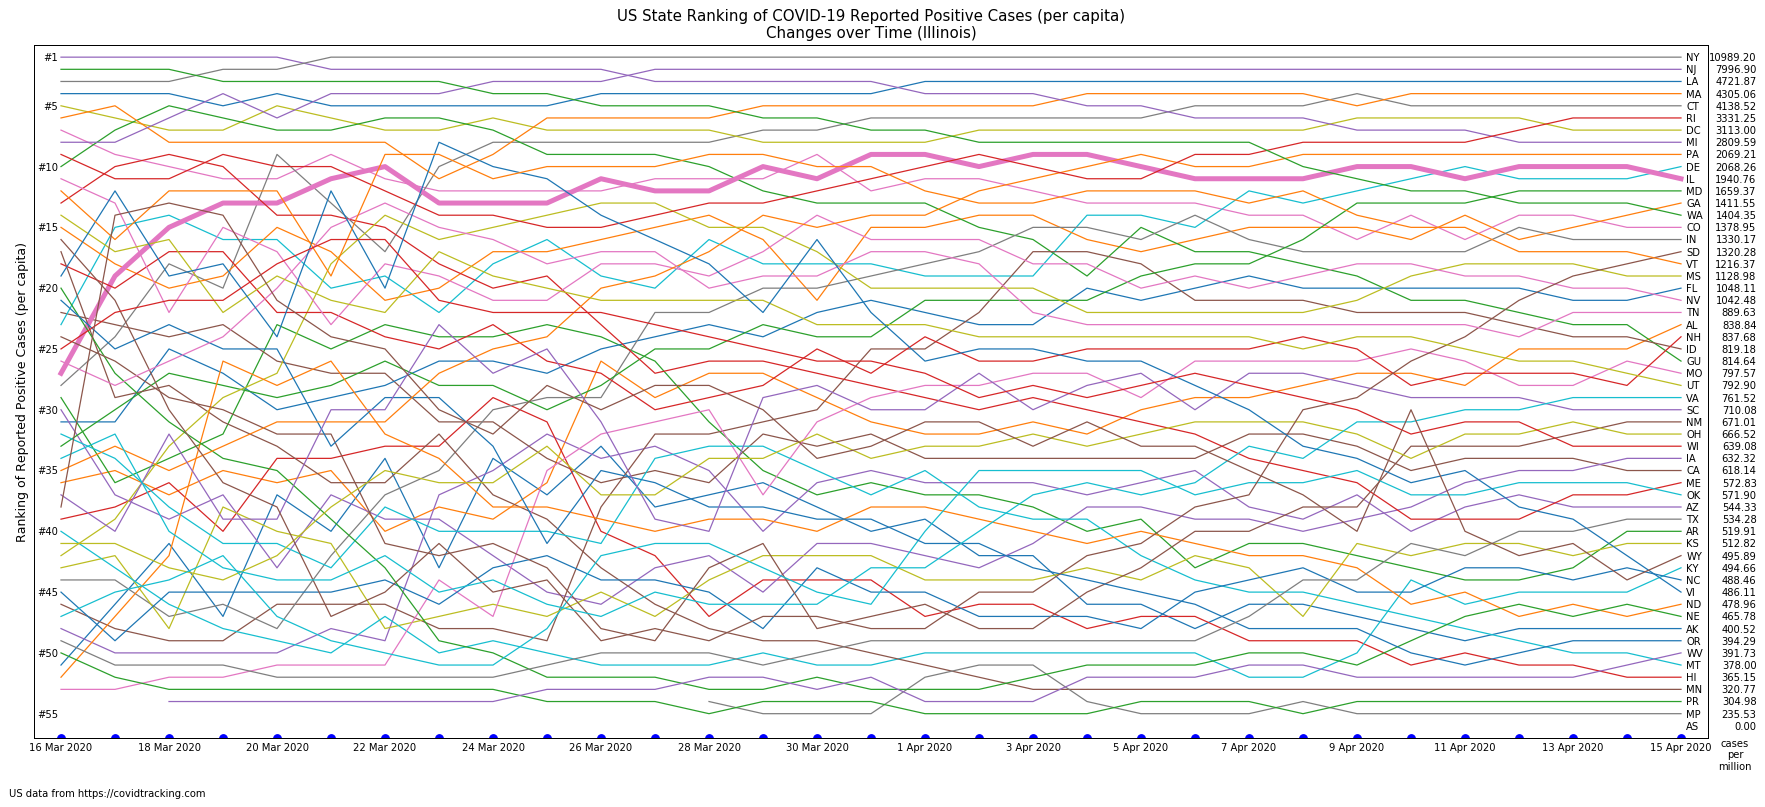 US State Ranking of COVID-19 Reported Positive Cases (per capita)
Changes over Time (Illinois)
Ranking of Reported Positive Cases (per capita)
#1
#5
#10
#15
#20
#25
#30
#35
#40
#45
#50
#55
NY 10989.20
NJ 7996.90
LA 4721.87
MA 4305.06
CT 4138.52
RI 3331.25
DC 3113.00
MI 2809.59
PA 2069.21
DE 2068.26
IL 1940.76
MD 1659.37
GA 1411.55
WA 1404.35
CO 1378.95
IN 1330.17
SD 1320.28
VT 1216.37
MS 1128.98
FL 1048.11
NV 1042.48
TN 889.63
AL 838.84
NH 837.68
ID 819.18
GU 814.64
MO 797.57
UT 792.90
VA 761.52
SC 710.08
NM 671.01
OH 666.52
WI 639.08
IA 632.32
CA 618.14
ME 572.83
OK 571.90
AZ 544.33
TX 534.28
AR 519.91
KS 512.82
WY 495.89
KY 494.66
NC 488.46
VI 486.11
ND 478.96
NE 465.78
AK 400.52
OR 394.29
WV 391.73
MT 378.00
HI 365.15
MN 320.77
PR 304.98
MP 235.53
AS 0.00
16 Mar 2020 18 Mar 2020 20 Mar 2020 22 Mar 2020 24 Mar 2020 26 Mar 2020 28 Mar 2020 30 Mar 2020 1 Apr 2020 3 Apr 2020 5 Apr 2020 7 Apr 2020 9 Apr 2020 11 Apr 2020 13 Apr 2020 15 Apr 2020
cases
per
million
US data from https://covidtracking.com